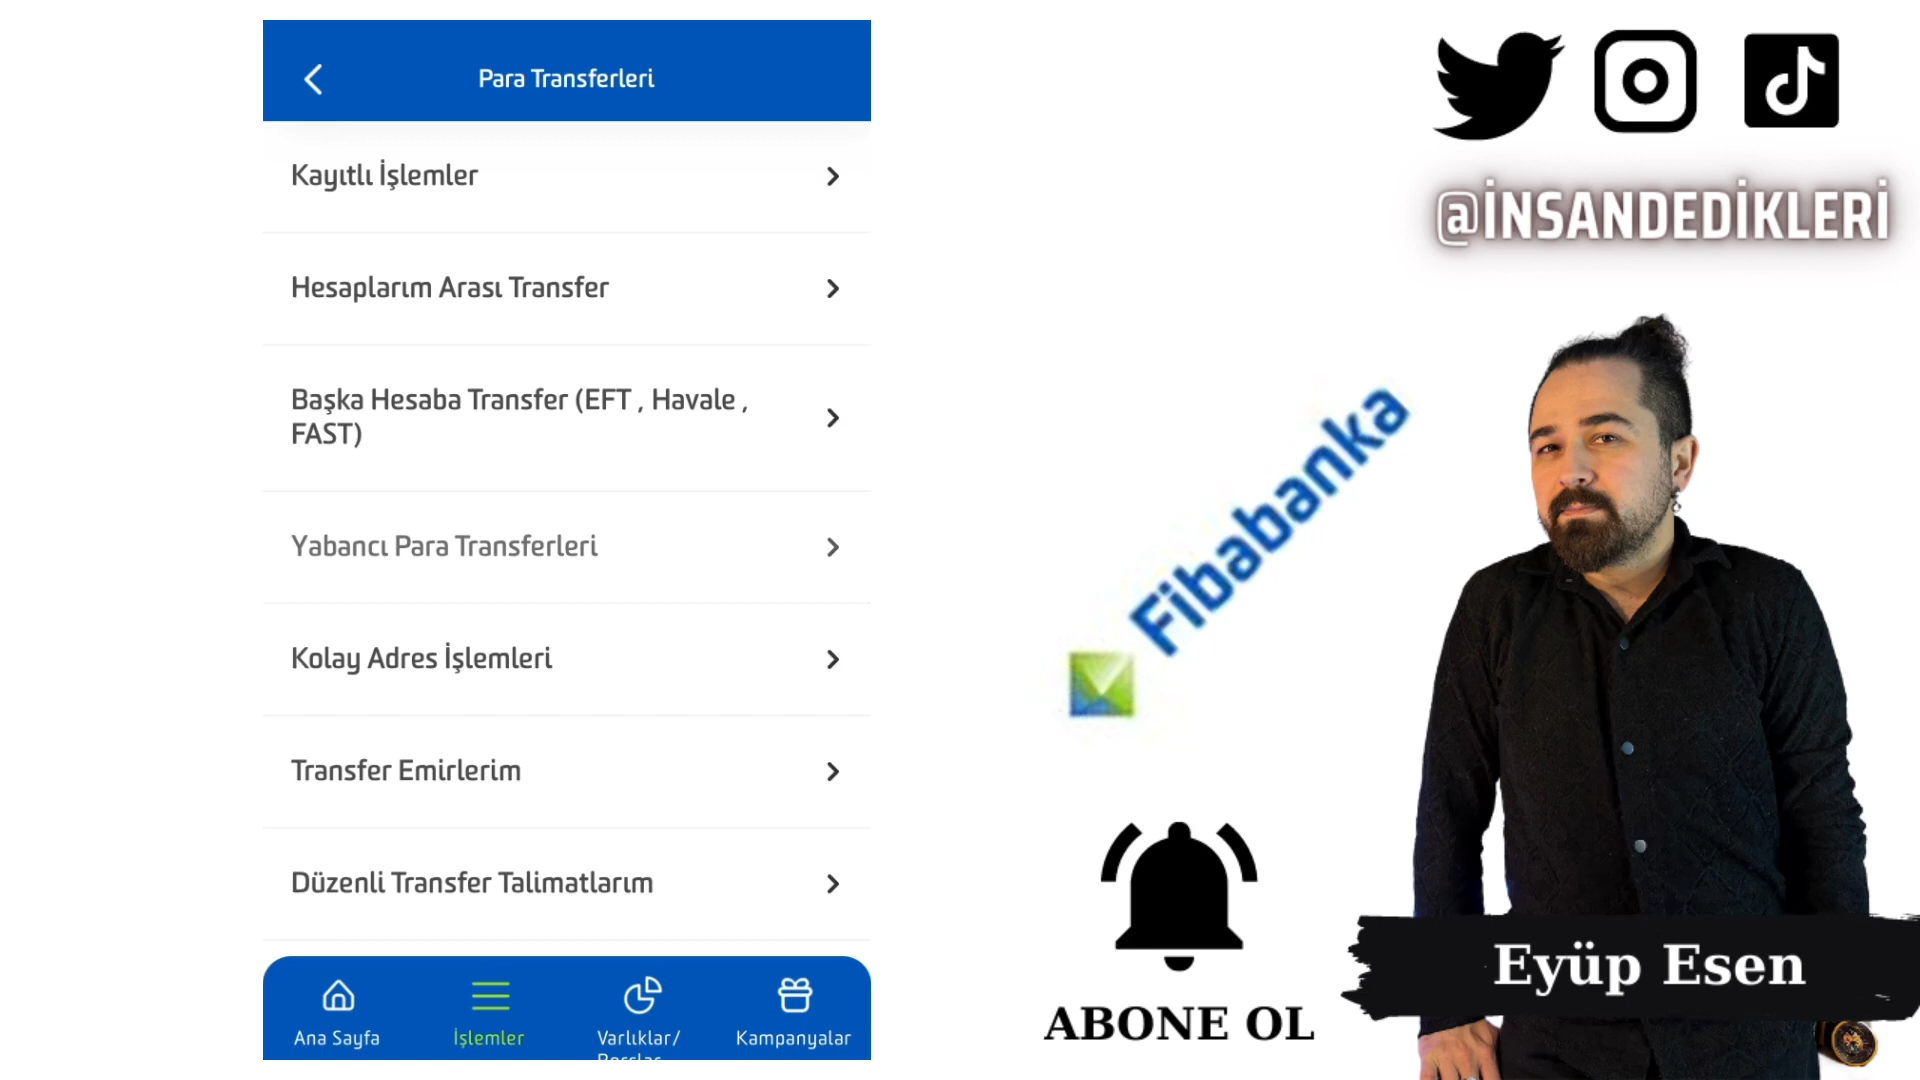 Para Transferleri
Kayıtlı İşlemler
Hesaplarım Arası Transfer
Başka Hesaba Transfer (EFT , Havale ,
FAST)
Yabancı Para Transferleri
Kolay Adres İşlemleri
Transfer Emirlerim
Düzenli Transfer Talimatlarım
Ana Sayfa
İşlemler
Varlıklar/
Kampanyalar
@İNSANDEDİKLERİ
Fibabanka
ABONE OL
Eyüp Esen